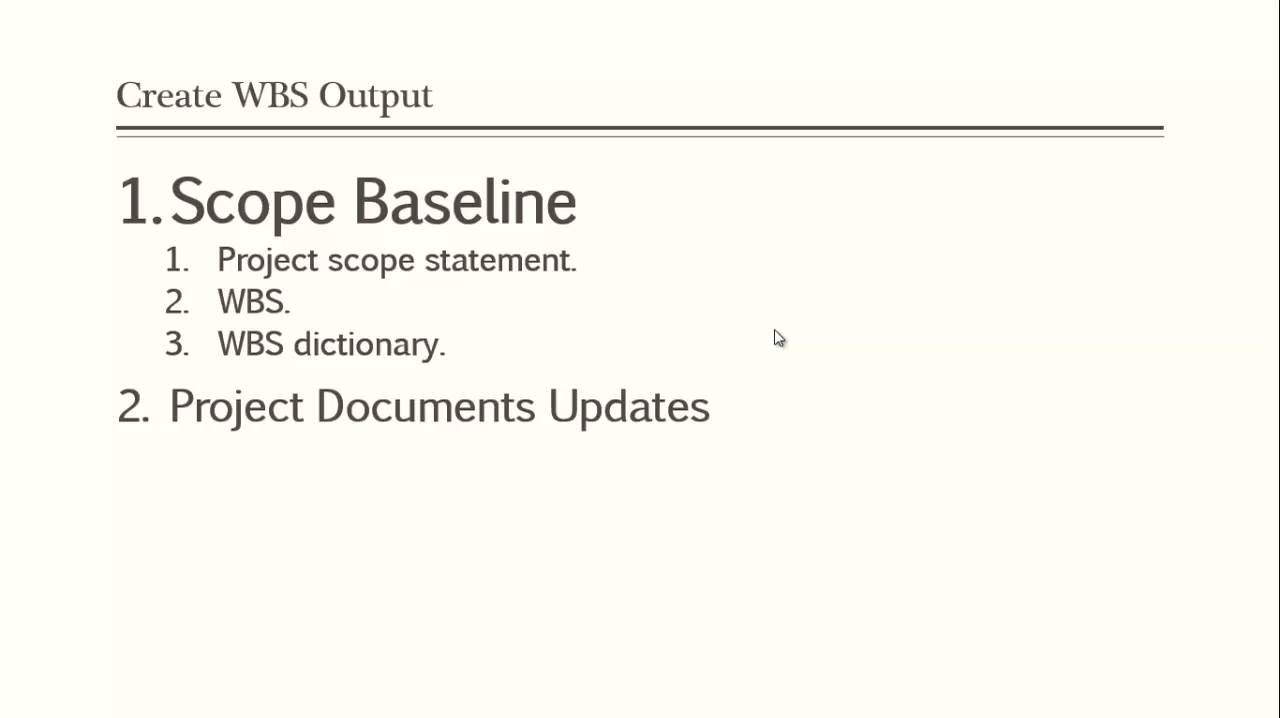 Create WBS Output
1. Scope Baseline
1. Project scope statement.
2. WBS.
3. WBS dictionary.
2. Project Documents Updates